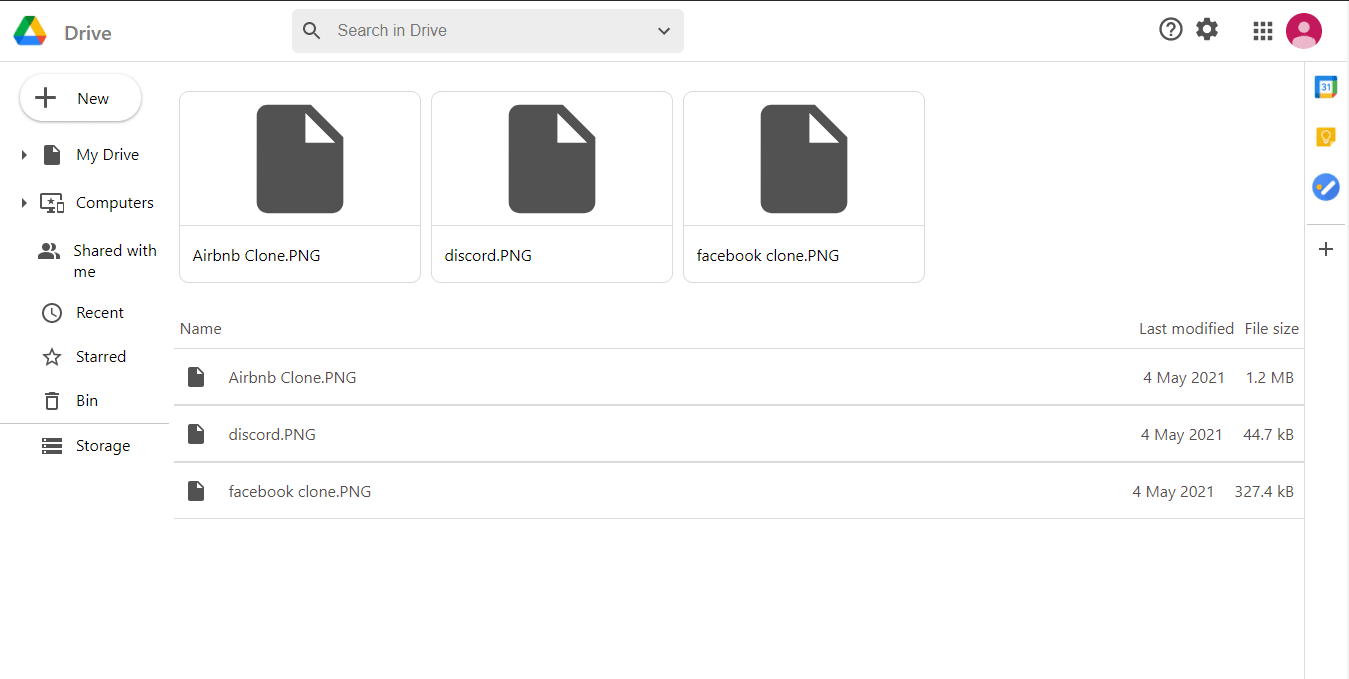 Drive
Search in Drive
New
My Drive
Computers
Shared with
me
Recent
Starred
Bin
Storage
Airbnb Clone.PNG
discord.PNG
facebook clone.PNG
Name Last modified File size
Airbnb Clone.PNG 4 May 2021 1.2 MB
discord.PNG 4 May 2021 44.7 kB
facebook clone.PNG 4 May 2021 327.4 kB
31